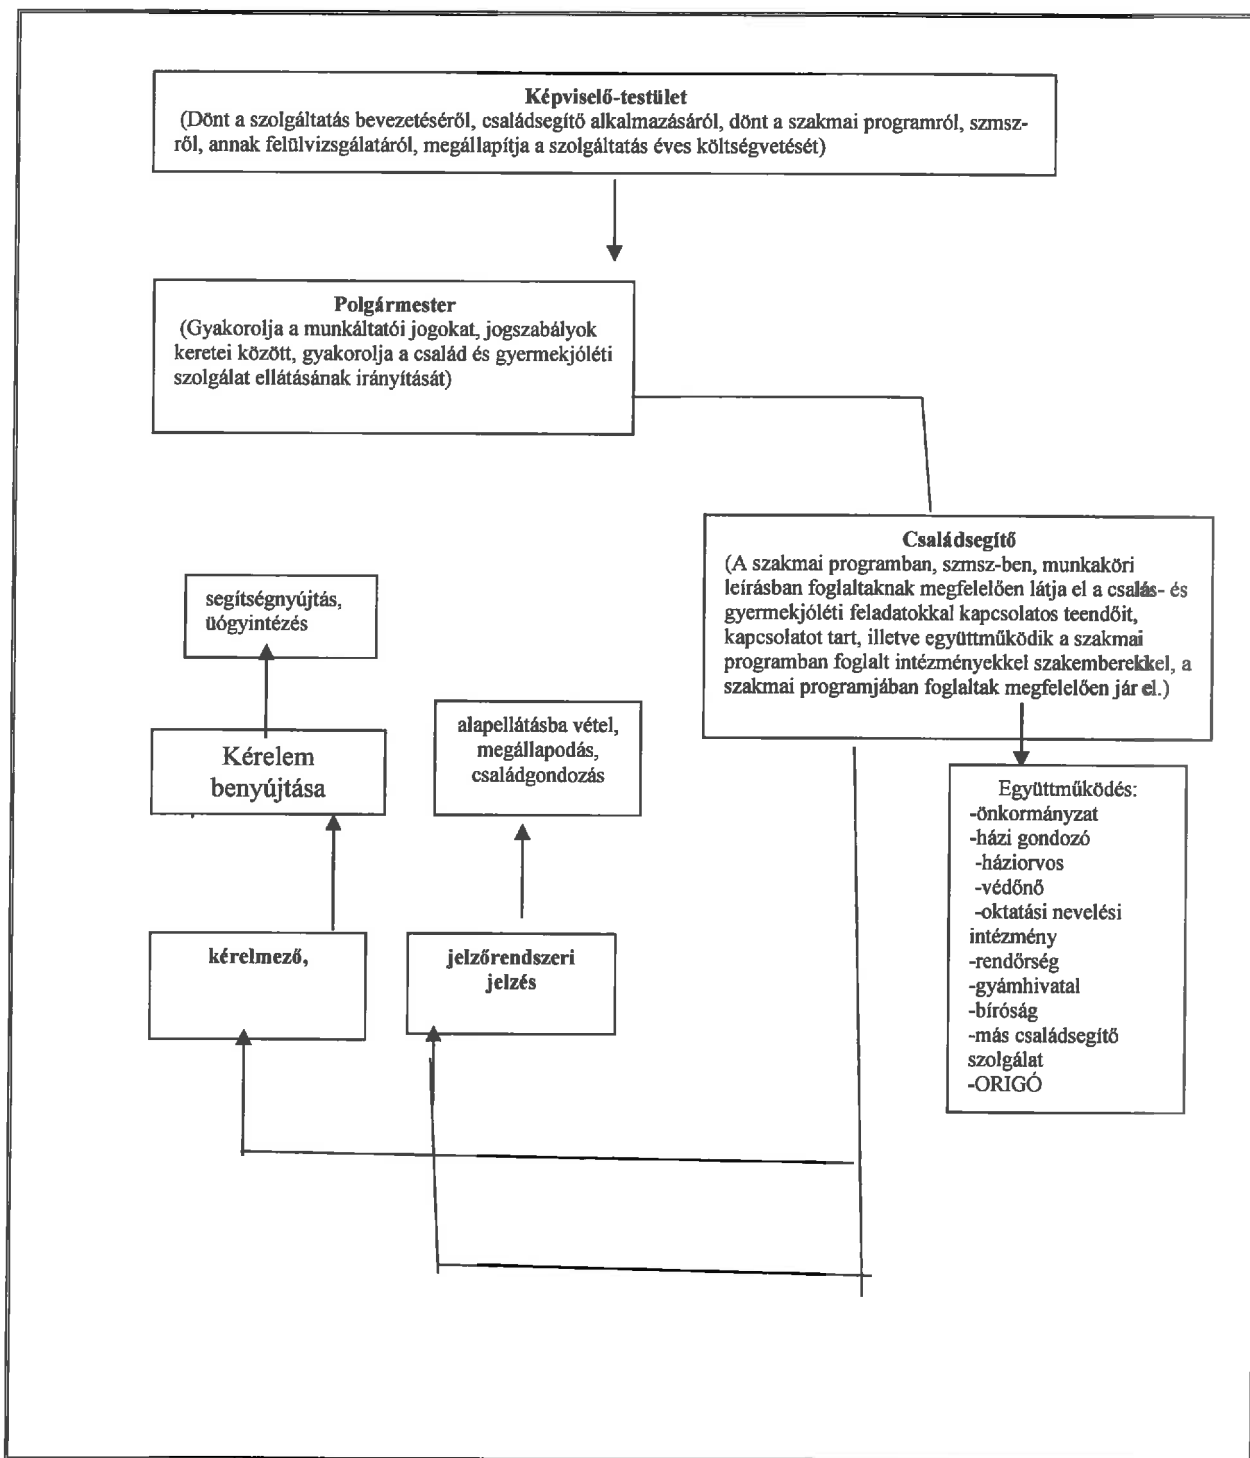 Képviselő-testület
(Dönt a szolgáltatás bevezetéséről, családsegítő alkalmazásáról, dönt a szakmai programról, szmsz-
ről, annak felülvizsgálatáról, megállapítja a szolgáltatás éves költségvetését)
Polgármester
(Gyakorolja a munkáltatói jogokat, jogszabályok
keretei között, gyakorolja a család és gyermekjóléti
szolgálat ellátásának irányítását)
Családsegítő
(A szakmai programban, szmsz-ben, munkaköri
leírásban foglaltaknak megfelelően látja el a csalás- és
gyermekjóléti feladatokkal kapcsolatos teendőit,
kapcsolatot tart, illetve együttműködik a szakmai
programban foglalt intézményekkel szakemberekkel, a
szakmai programjában foglaltak megfelelően jár el.)
segítségnyújtás,
üógyintézés
Kérelem
benyújtása
alapellátásba vétel,
megállapodás,
családgondozás
kérelmező,
jelzőrendszeri
jelzés
Együttműködés:
-önkormányzat
-házi gondozó
-háziorvos
-védőnő
-oktatási nevelési
intézmény
-rendőrség
-gyámhivatal
-bíróság
-más családsegítő
szolgálat
-ORIGÓ